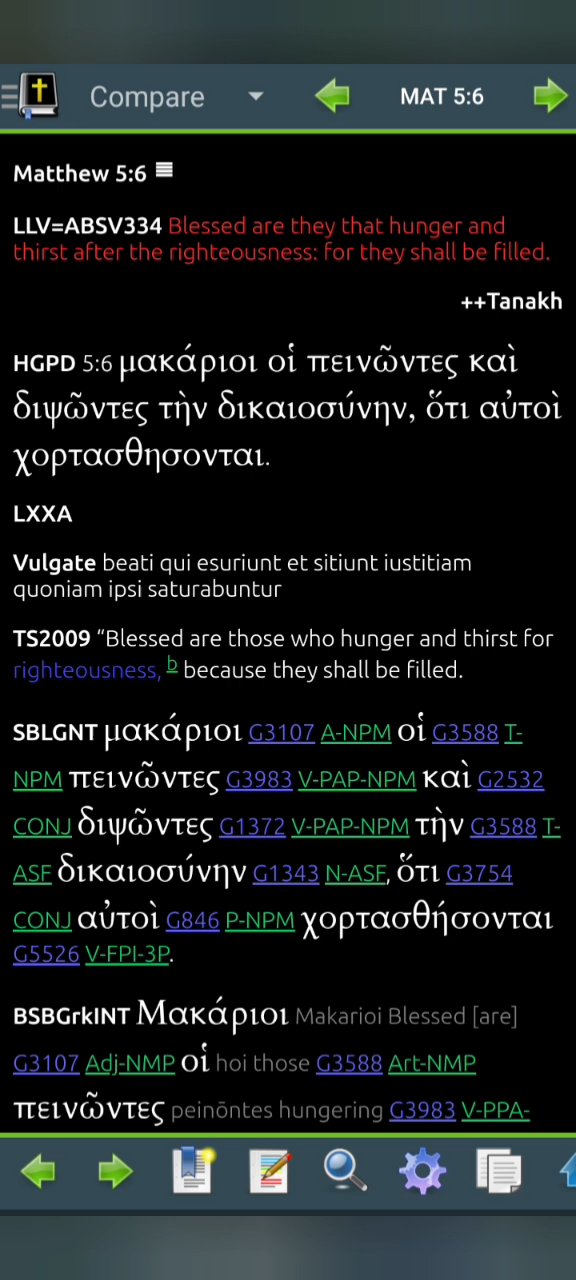 Compare
MAT 5:6
Matthew 5:6
LLV=ABSV334 Blessed are they that hunger and
thirst after the righteousness: for they shall be filled.
++Tanakh
HGPD 5:6 μακάριοι οἱ πεινῶντες καὶ
διψῶντες τὴν δικαιοσύνην, ὅτι αὐτοὶ
χορτασθησονται.
LXXA
Vulgate beati qui esuriunt et sitiunt iustitiam
quoniam ipsi saturabuntur
TS2009 “Blessed are those who hunger and thirst for
righteousness, b because they shall be filled.
SBLGNT μακάριοι G3107 A-NPM οἱ G3588 T-
NPM πεινῶντες G3983 V-PAP-NPM καὶ G2532
CONJ διψῶντες G1372 V-PAP-NPM τὴν G3588 T-
ASF δικαιοσύνην G1343 N-ASF, ὅτι G3754
CONJ αὐτοὶ G846 P-NPM χορτασθήσονται
G5526 V-FPI-3P.
BSBGrkINT Μακάριοι Makarioi Blessed [are]
G3107 Adj-NMP οἱ hoi those G3588 Art-NMP
πεινῶντες peinōntes hungering G3983 V-PPA-